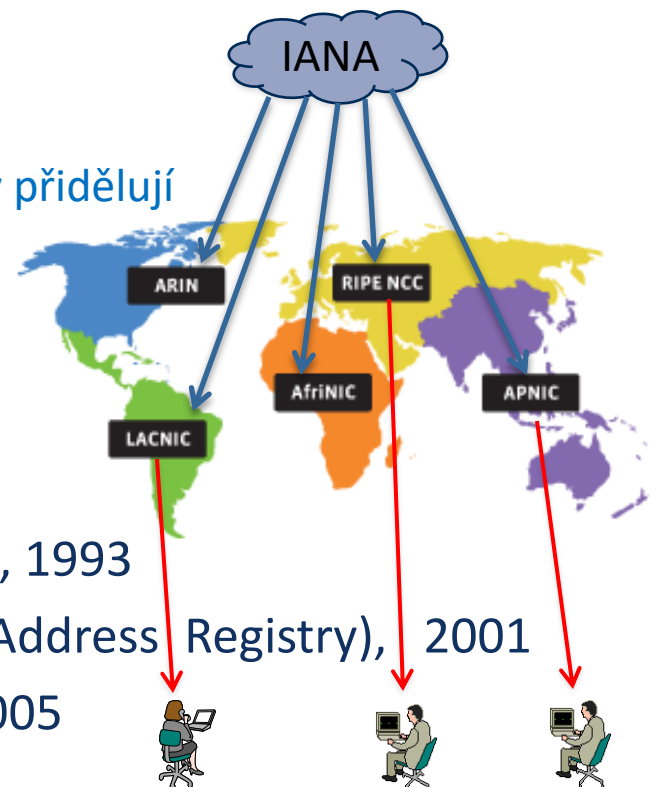 IANA
přidělují
ARIN
RIPE NCC
AfriNIC
APNIC
LACNIC
, 1993
Address Registry), 2001
005